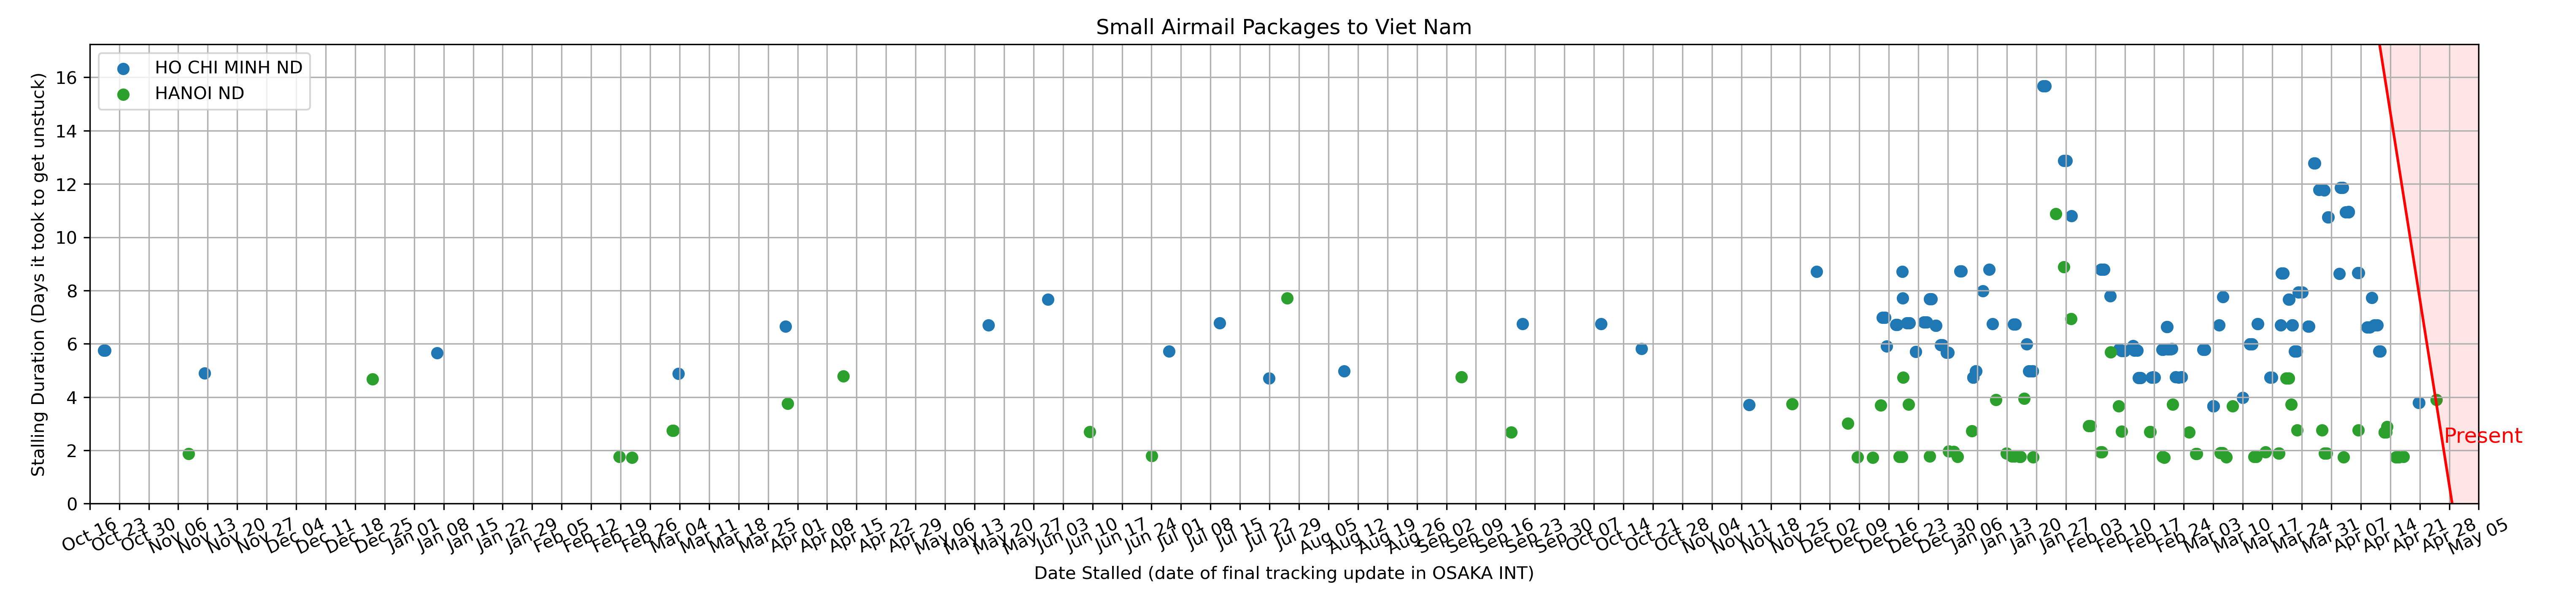 Small Airmail Packages to Viet Nam
HO CHI MINH ND
HANOI ND
Stalling Duration (Days it took to get unstuck)
16
14
12
10
8
6
4
2
0
Present
Oct 16 Oct 23 Oct 30 Nov 06 Nov 13 Nov 20 Nov 27 Dec 04 Dec 11 Dec 18 Dec 25 Jan 01 Jan 08 Jan 15 Jan 22 Jan 29 Feb 05 Feb 12 Feb 19 Feb 26 Mar 04 Mar 11 Mar 18 Mar 25 Apr 01 Apr 08 Apr 15 Apr 22 Apr 29 May 06 May 13 May 20 May 27 Jun 03 Jun 10 Jun 17 Jun 24 Jul 01 Jul 08 Jul 15 Jul 22 Jul 29 Aug 05 Aug 12 Aug 19 Aug 26 Sep 02 Sep 09 Sep 16 Sep 23 Sep 30 Oct 07 Oct 14 Oct 21 Oct 28 Nov 04 Nov 11 Nov 18 Nov 25 Dec 02 Dec 09 Dec 16 Dec 23 Dec 30 Jan 06 Jan 13 Jan 20 Jan 27 Feb 03 Feb 10 Feb 17 Feb 24 Mar 03 Mar 10 Mar 17 Mar 24 Mar 31 Apr 07 Apr 14 Apr 21 Apr 28 May 05
Date Stalled (date of final tracking update in OSAKA INT)